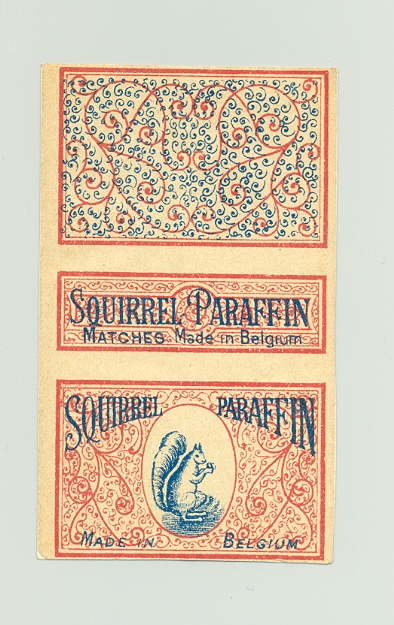 SQUIRREL PARAFFIN
MATCHES Made in Belgium
SQUIRREL PARAFFIN
MADE IN BELGIUM